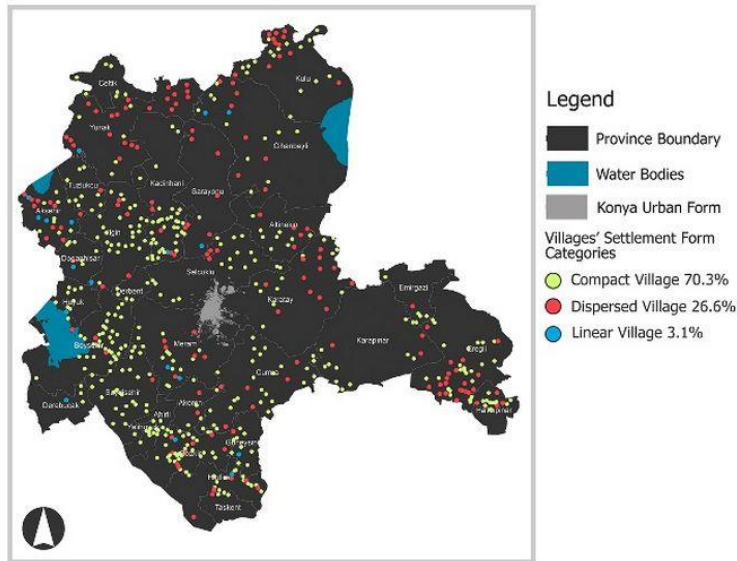 Kulu
Çeltik
Yunak
Cihanbeyli
Tuzlukçu
Kadınhanı
Sarayönü
Akşehir
Altınekin
Ilgın
Doğanhisar
Selçuklu
Derbent
Emirgazi
Hüyük
Karatay
Karapınar
Meram
Beyşehir
Ereğli
Çumra
Seydişehir
Derebucak
Akören
Halkapınar
Ahırlı
Yalıhüyük
Güneysınır
Bozkır
Hadim
Taşkent
Legend
Province Boundary
Water Bodies
Konya Urban Form
Villages' Settlement Form
Categories
Compact Village 70.3%
Dispersed Village 26.6%
Linear Village 3.1%